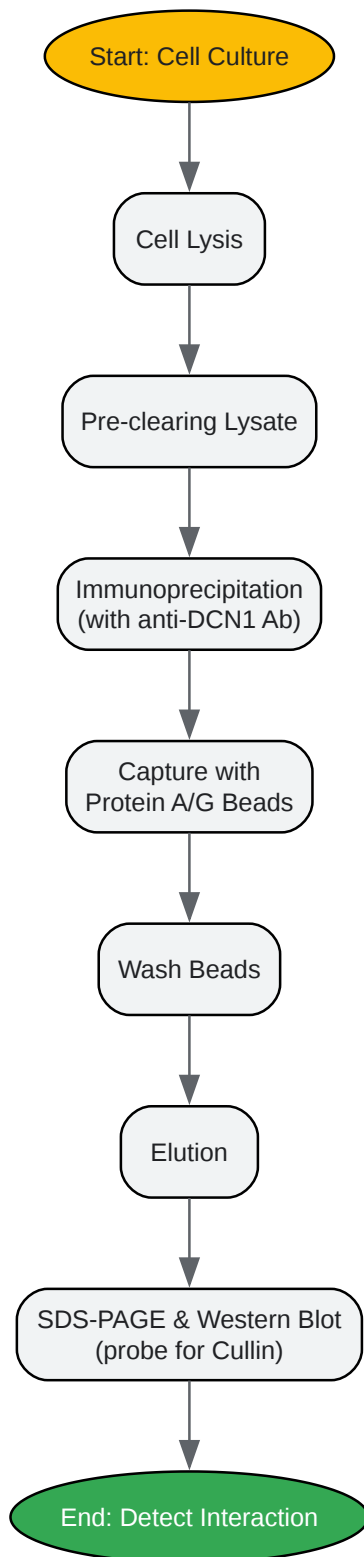 Start: Cell Culture
Cell Lysis
Pre-clearing Lysate
Immunoprecipitation
(with anti-DCN1 Ab)
Capture with
Protein A/G Beads
Wash Beads
Elution
SDS-PAGE & Western Blot
(probe for Cullin)
End: Detect Interaction